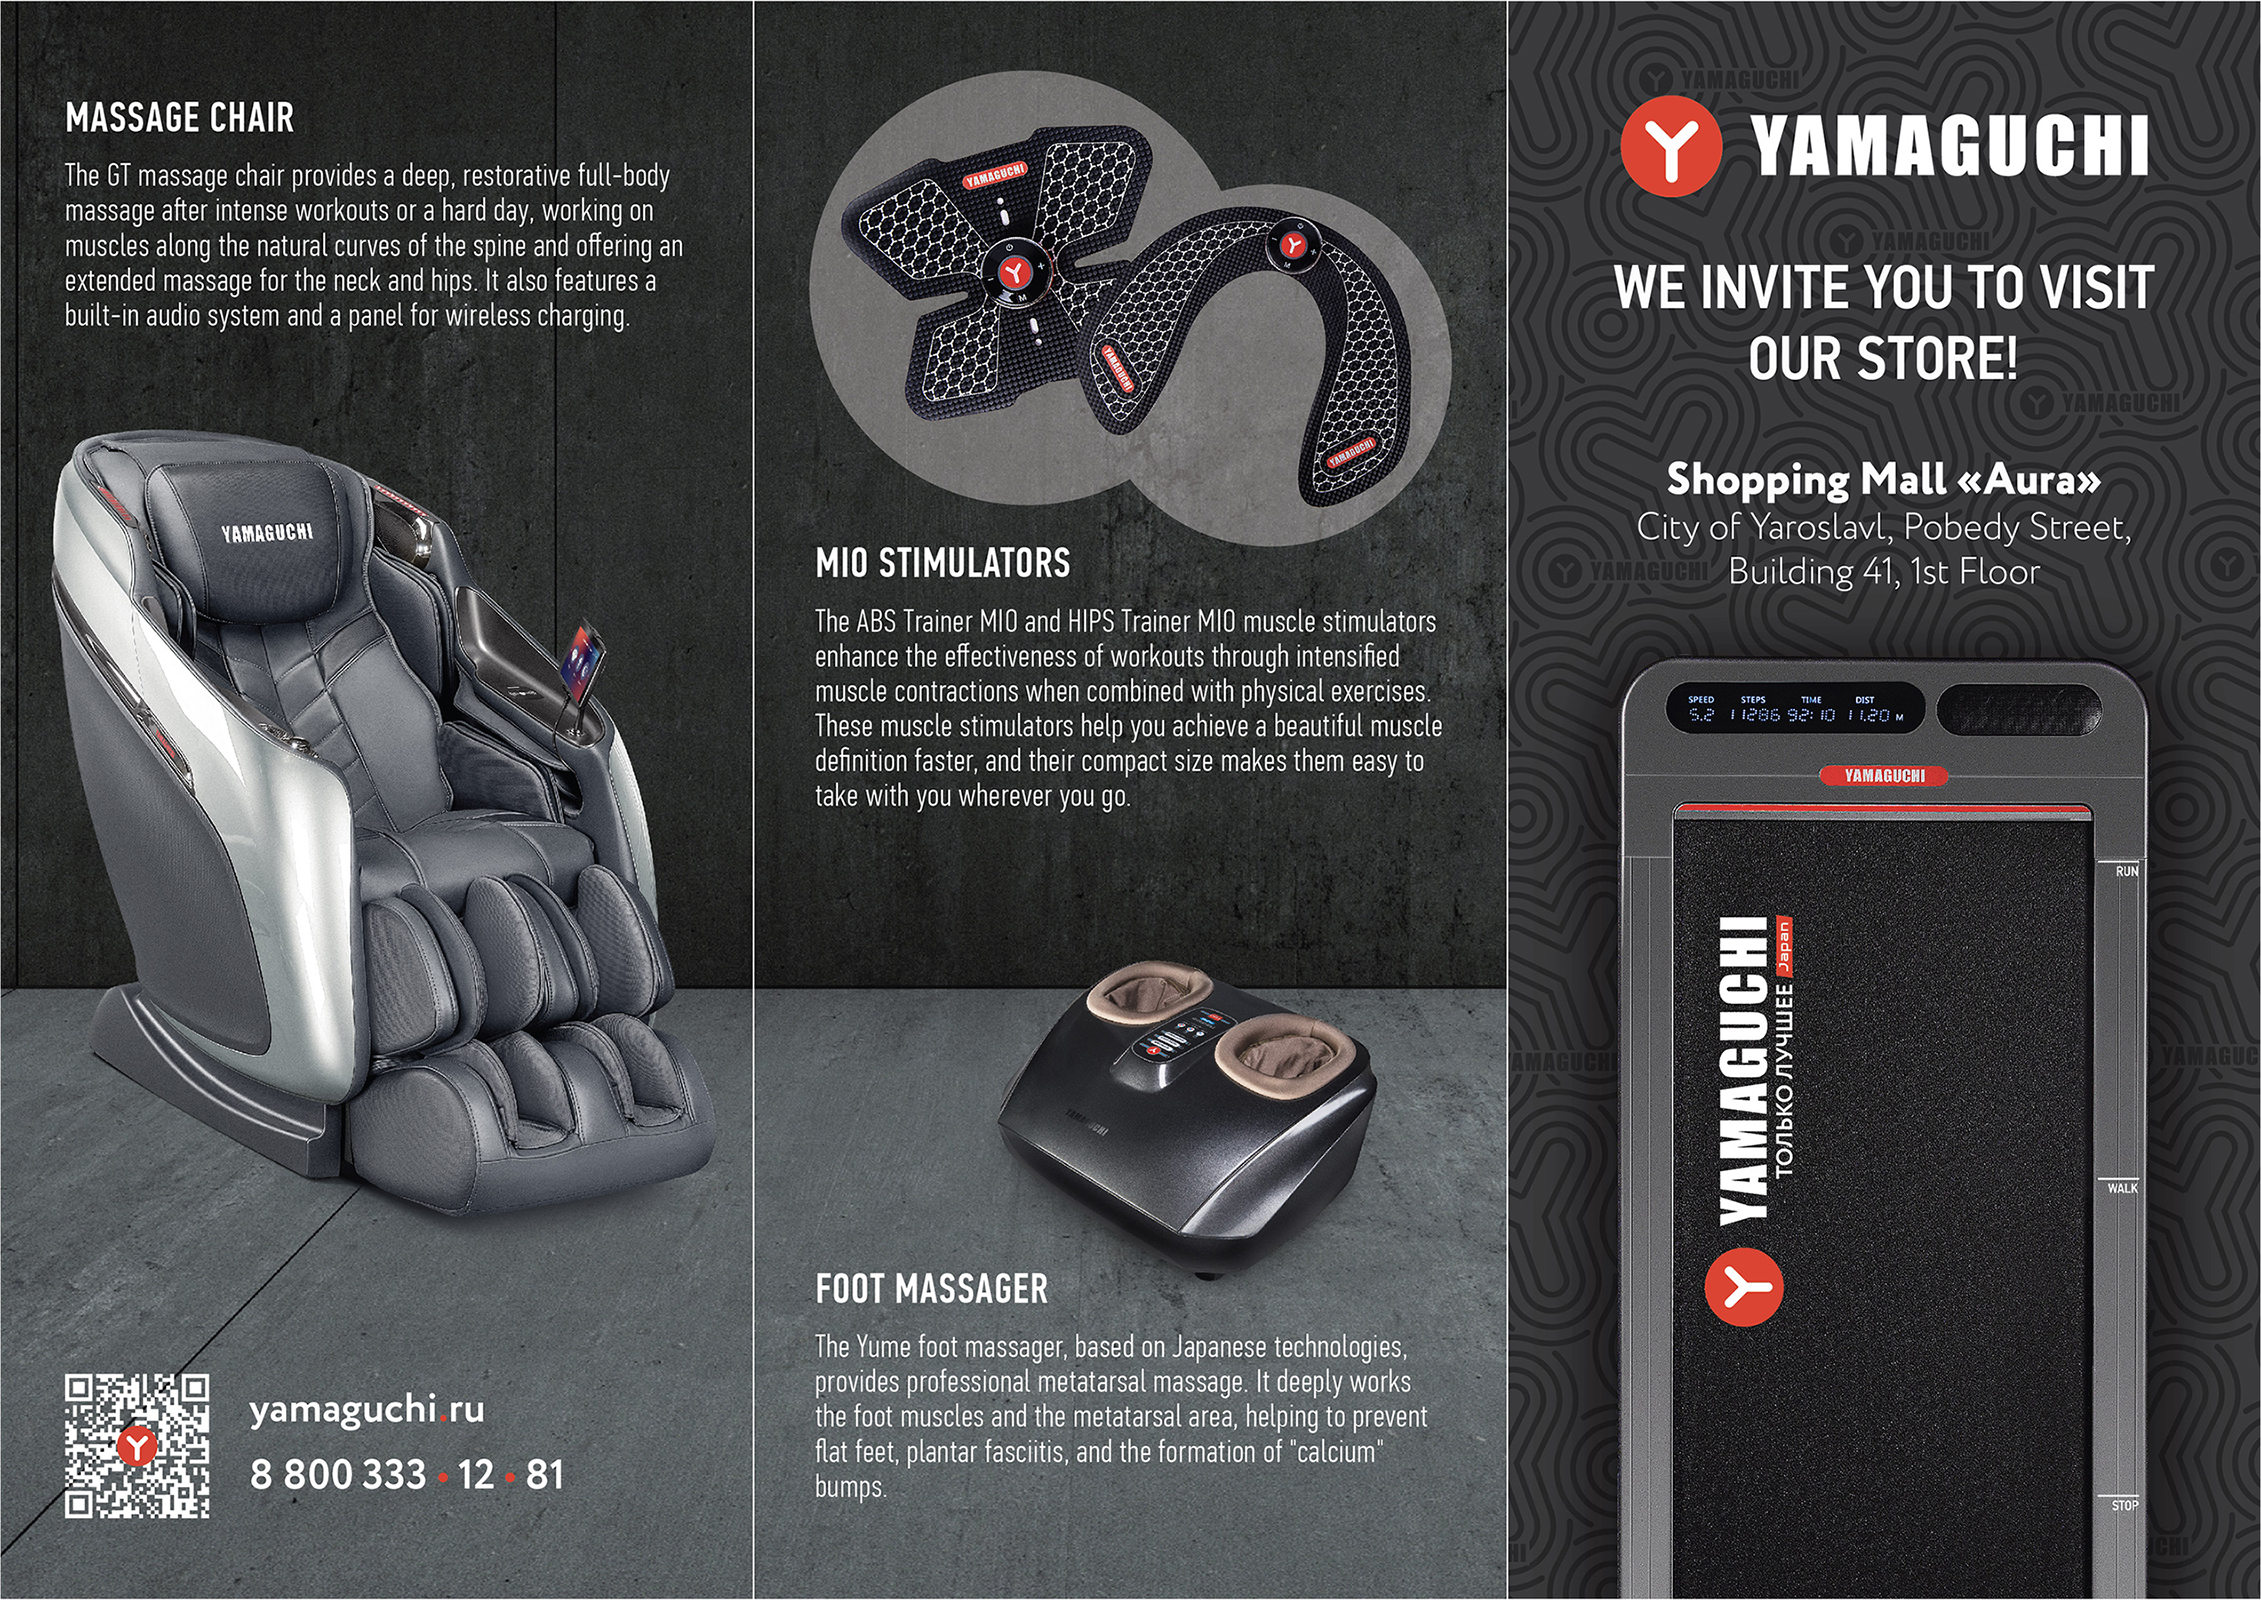 MASSAGE CHAIR
The GT massage chair provides a deep, restorative full-body
massage after intense workouts or a hard day, working on
muscles along the natural curves of the spine and offering an
extended massage for the neck and hips. It also features a
built-in audio system and a panel for wireless charging.
YAMAGUCHI
yamaguchi.ru
8 800 333 • 12 • 81
YAMAGUCHI
M
M
YAMAGUCHI
YAMAGUCHI
MIO STIMULATORS
The ABS Trainer MIO and HIPS Trainer MIO muscle stimulators
enhance the effectiveness of workouts through intensified
muscle contractions when combined with physical exercises.
These muscle stimulators help you achieve a beautiful muscle
definition faster, and their compact size makes them easy to
take with you wherever you go.
YAMAGUCHI
FOOT MASSAGER
The Yume foot massager, based on Japanese technologies,
provides professional metatarsal massage. It deeply works
the foot muscles and the metatarsal area, helping to prevent
flat feet, plantar fasciitis, and the formation of "calcium"
bumps.
YAMAGUCHI
YAMAGUCHI
YAMAGUCHI
WE INVITE YOU TO VISIT
OUR STORE!
YAMAGUCHI
Shopping Mall «Aura»
City of Yaroslavl, Pobedy Street,
YAMAGUCHI
Building 41, 1st Floor
SPEED STEPS TIME DIST
5.2 11286 92:10 11.20 M
YAMAGUCHI
RUN
YAMAGUCHI
ТОЛЬКО ЛУЧШЕЕ Japan
WALK
STOP